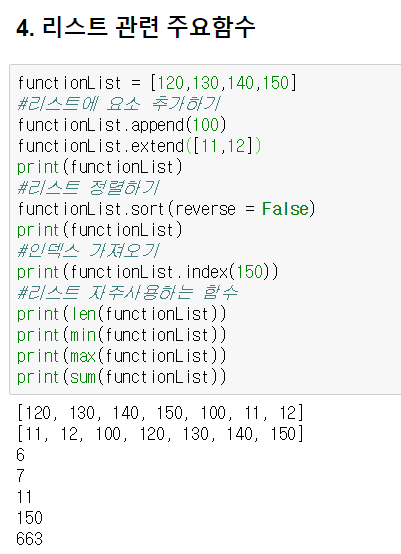 4. 리스트 관련 주요함수
functionList = [120,130,140,150]
#리스트에 요소 추가하기
functionList.append(100)
functionList.extend([11,12])
print(functionList)
#리스트 정렬하기
functionList.sort(reverse = False)
print(functionList)
#인덱스 가져오기
print(functionList.index(150))
#리스트 자주사용하는 함수
print(len(functionList))
print(min(functionList))
print(max(functionList))
print(sum(functionList))
[120, 130, 140, 150, 100, 11, 12]
[11, 12, 100, 120, 130, 140, 150]
6
7
11
150
663